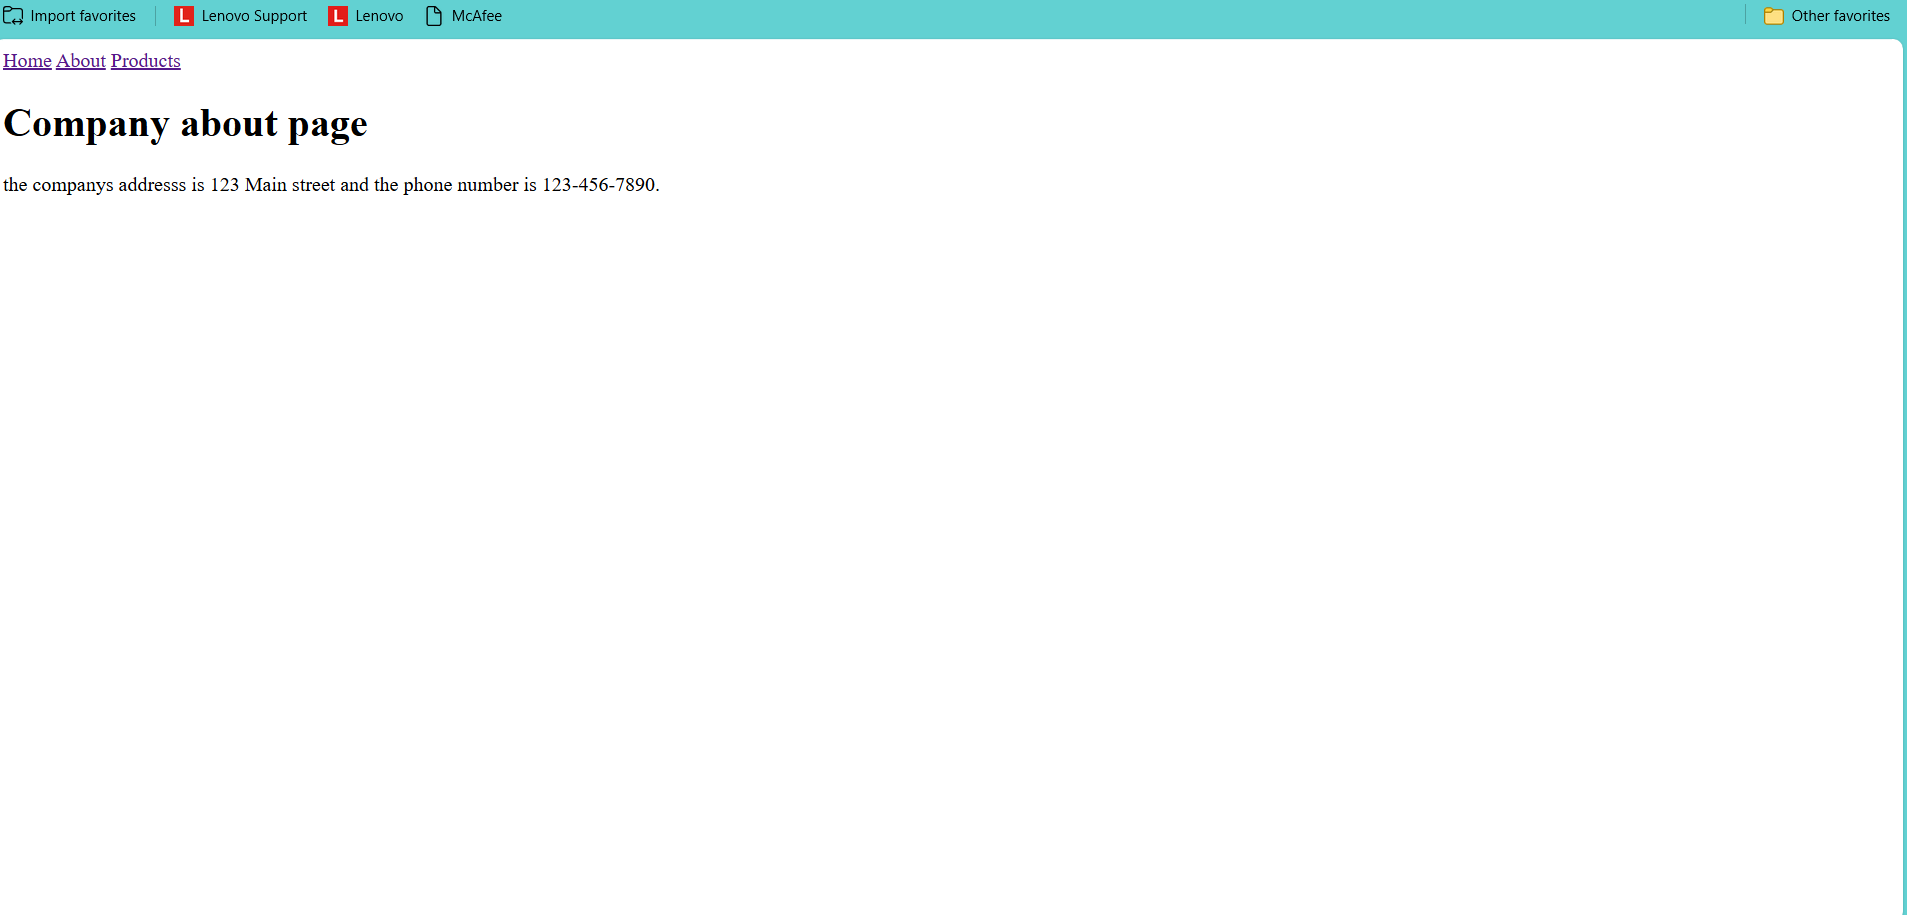 Import favorites L Lenovo Support L Lenovo McAfee Other favorites
Home About Products
Company about page
the companys addresss is 123 Main street and the phone number is 123-456-7890.